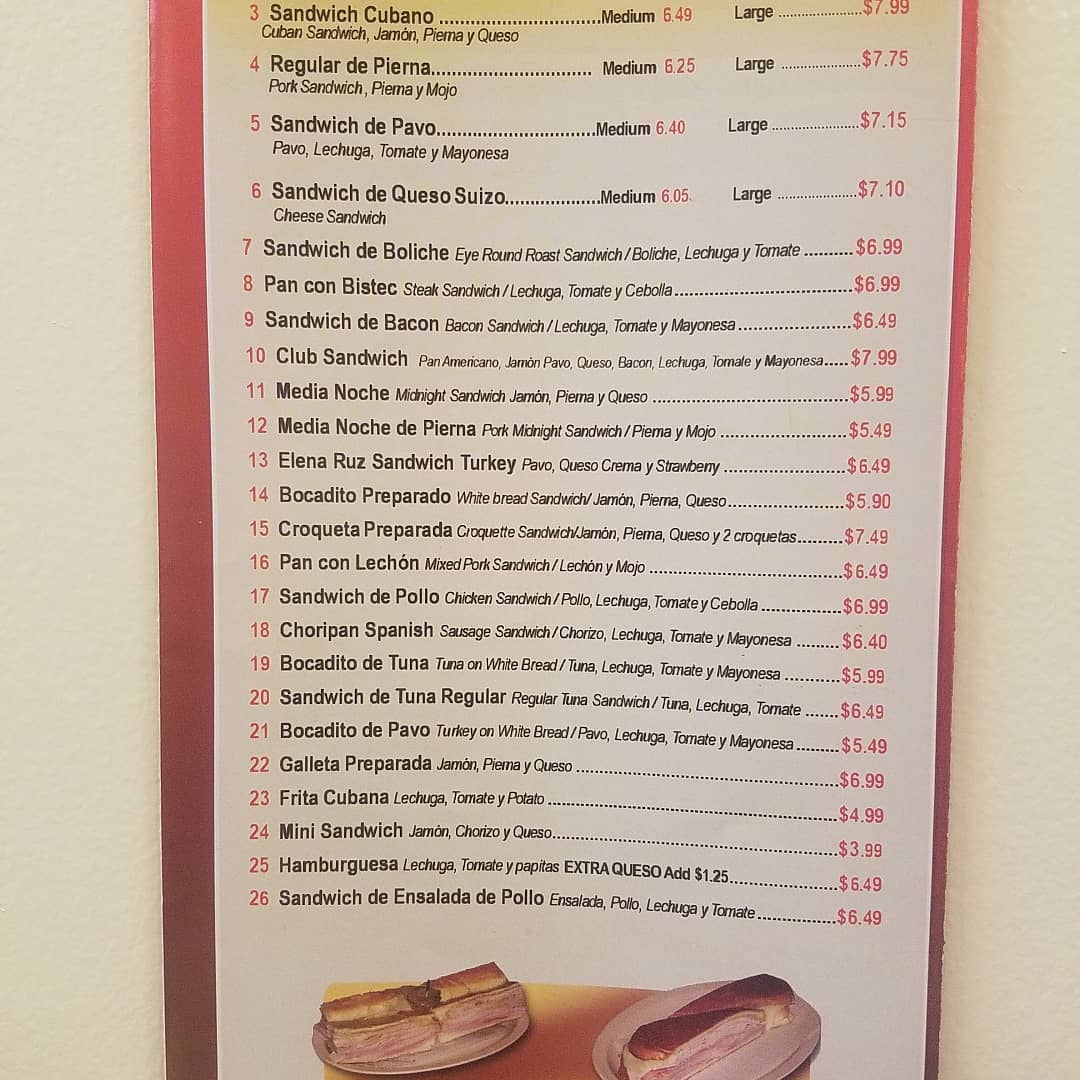 3 Sandwich Cubano ............................Medium 6.49 Large .....................$7.99
Cuban Sandwich, Jamón, Pierna y Queso
4 Regular de Pierna............................. Medium 6.25 Large .....................$7.75
Pork Sandwich, Pierna y Mojo
5 Sandwich de Pavo............................Medium 6.40 Large .......................$7.15
Pavo, Lechuga, Tomate y Mayonesa
6 Sandwich de Queso Suizo..................Medium 6.05 Large .....................$7.10
Cheese Sandwich
7 Sandwich de Boliche Eye Round Roast Sandwich / Boliche, Lechuga y Tomate ..........$6.99
8 Pan con Bistec Steak Sandwich / Lechuga, Tomate y Cebolla....................................$6.99
9 Sandwich de Bacon Bacon Sandwich / Lechuga, Tomate y Mayonesa.......................$6.49
10 Club Sandwich Pan Americano, Jamòn Pavo, Queso, Bacon, Lechuga, Tomate y Mayonesa.....$7.99
11 Media Noche Midnight Sandwich Jamón, Pierna y Queso .......................................$5.99
12 Media Noche de Pierna Pork Midnight Sandwich / Pierna y Mojo .........................$5.49
13 Elena Ruz Sandwich Turkey Pavo, Queso Crema y Strawberry ........................$6.49
14 Bocadito Preparado White bread Sandwich/ Jamón, Pierna, Queso.......................$5.90
15 Croqueta Preparada Croquette Sandwich/Jamón, Pierna, Queso y 2 croquetas.........$7.49
16 Pan con Lechón Mixed Pork Sandwich / Lechón y Mojo .......................................$6.49
17 Sandwich de Pollo Chicken Sandwich / Pollo, Lechuga, Tomate y Cebolla ................$6.99
18 Choripan Spanish Sausage Sandwich / Chorizo, Lechuga, Tomate y Mayonesa .........$6.40
19 Bocadito de Tuna Tuna on White Bread / Tuna, Lechuga, Tomate y Mayonesa ...........$5.99
20 Sandwich de Tuna Regular Regular Tuna Sandwich / Tuna, Lechuga, Tomate .......$6.49
21 Bocadito de Pavo Turkey on White Bread / Pavo, Lechuga, Tomate y Mayonesa.........$5.49
22 Galleta Preparada Jamón, Pierna y Queso .....................................................$6.99
23 Frita Cubana Lechuga, Tomate y Potato ...........................................................$4.99
24 Mini Sandwich Jamón, Chorizo y Queso..........................................................$3.99
25 Hamburguesa Lechuga, Tomate y papitas EXTRA QUESO Add $1.25......................$6.49
26 Sandwich de Ensalada de Pollo Ensalada, Pollo, Lechuga y Tomate................$6.49